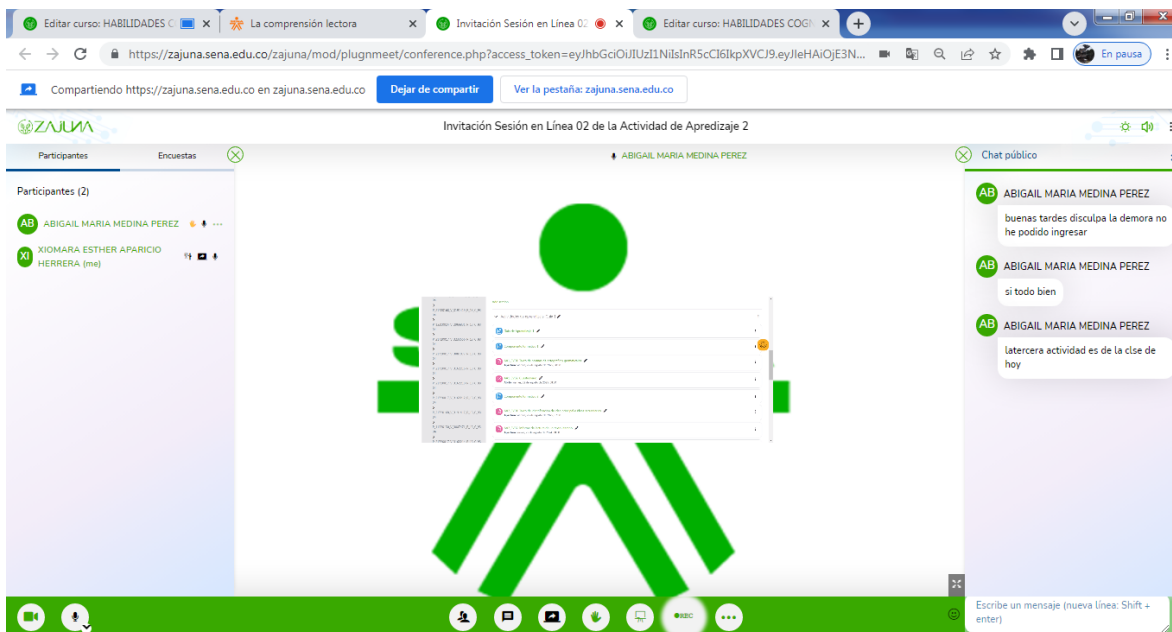 Editar curso: HABILIDADES C
La comprensión lectora
Invitación Sesión en Línea 02
Editar curso: HABILIDADES COGN
https://zajuna.sena.edu.co/zajuna/mod/plugnmeet/conference.php?access_token=eyJhbGciOiJIUzI1NiIsInR5cCI6IkpXVCJ9.eyJleHAiOjE3N...
En pausa
Compartiendo https://zajuna.sena.edu.co en zajuna.sena.edu.co
Dejar de compartir
Ver la pestaña: zajuna.sena.edu.co
ZAJUNA
Invitación Sesión en Línea 02 de la Actividad de Apredizaje 2
Participantes
Encuestas
ABIGAIL MARIA MEDINA PEREZ
Chat público
Participantes (2)
AB ABIGAIL MARIA MEDINA PEREZ
XI XIOMARA ESTHER APARICIO
HERRERA (me)
AB ABIGAIL MARIA MEDINA PEREZ
buenas tardes disculpa la demora no
he podido ingresar
AB ABIGAIL MARIA MEDINA PEREZ
si todo bien
AB ABIGAIL MARIA MEDINA PEREZ
latercera actividad es de la clse de
hoy
REC
Escribe un mensaje (nueva línea: Shift +
enter)